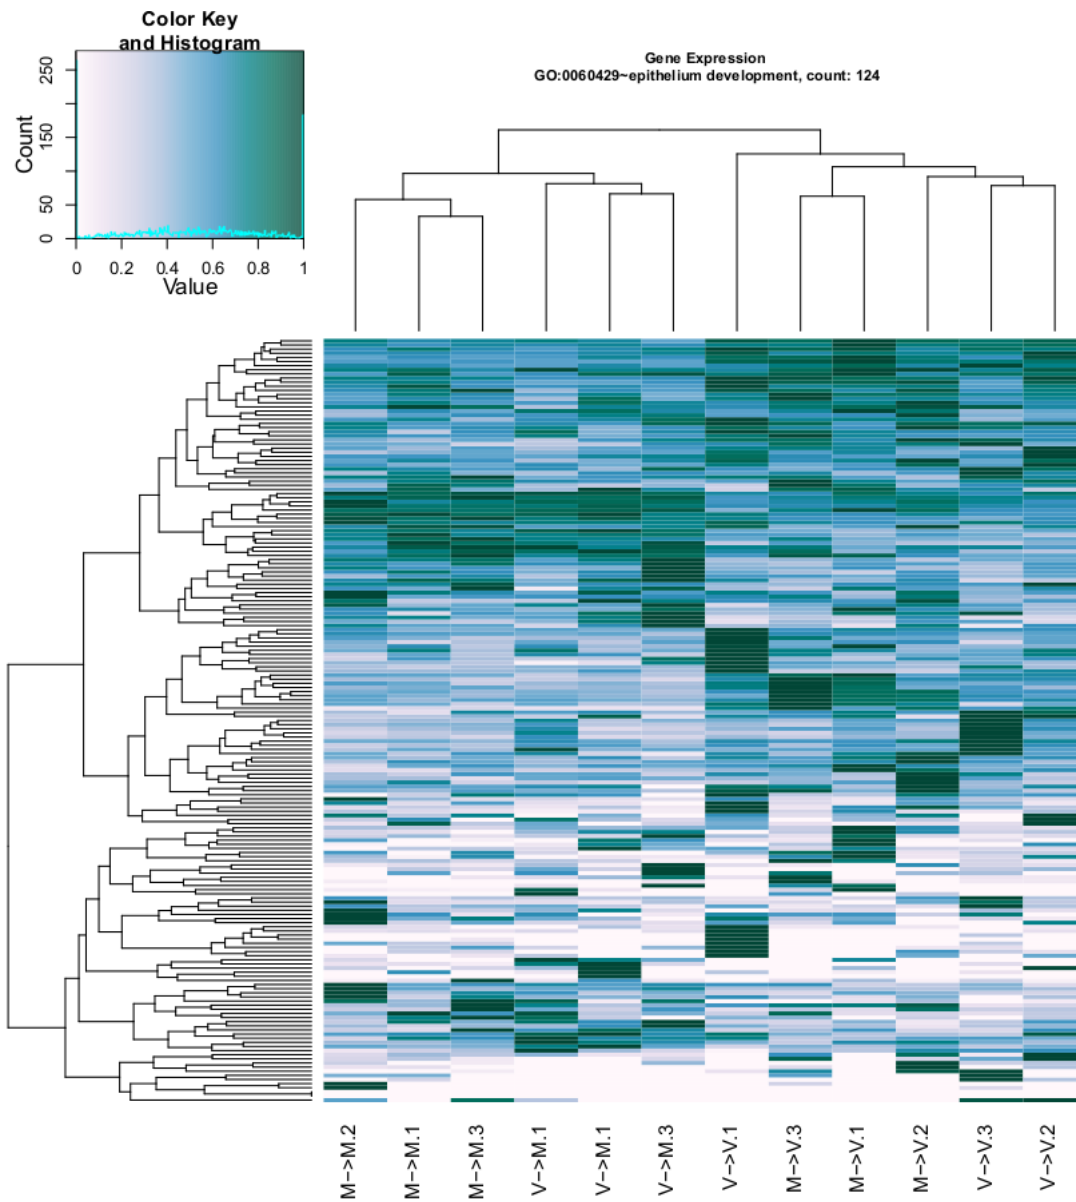 Color Key
and Histogram
Count
0
50
150
250
0
0.2
0.4
0.6
0.8
1
Value
Gene Expression
GO:0060429~epithelium development, count: 124
M->M.2
M->M.1
M->M.3
V->M.1
V->M.1
V->M.3
V->V.1
M->V.3
M->V.1
M->V.2
V->V.3
V->V.2